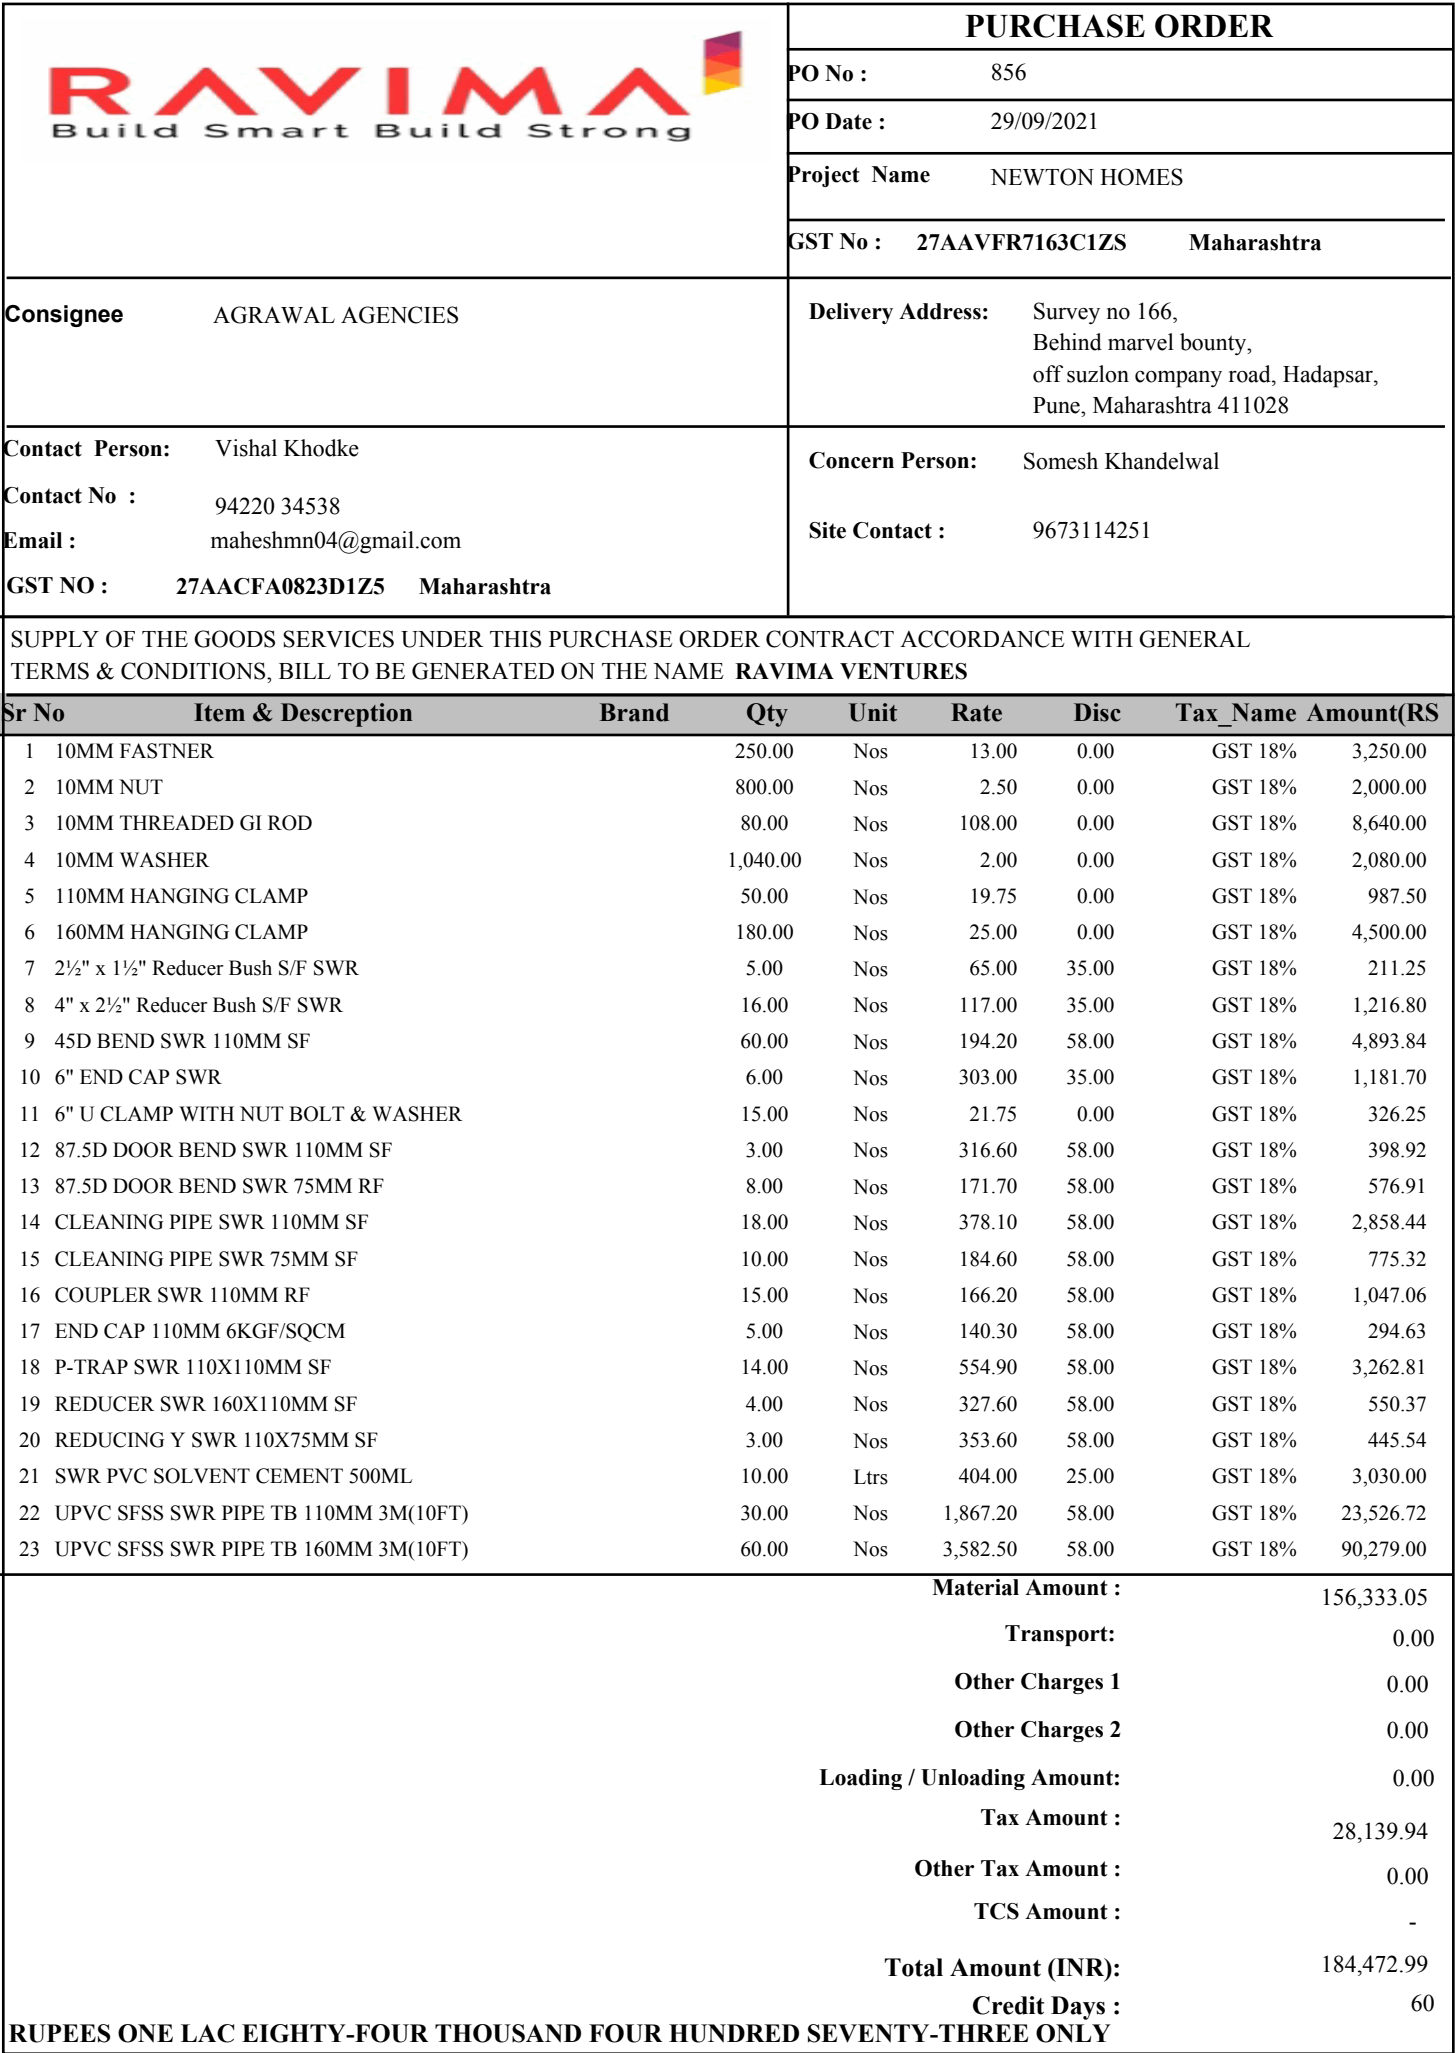 RAVIMA
Build Smart Build Strong
PURCHASE ORDER
PO No : 856
PO Date : 29/09/2021
Project Name NEWTON HOMES
GST No : 27AAVFR7163C1ZS Maharashtra
Consignee AGRAWAL AGENCIES
Delivery Address: Survey no 166,
Behind marvel bounty,
off suzlon company road, Hadapsar,
Pune, Maharashtra 411028
Contact Person: Vishal Khodke
Contact No : 94220 34538
Email : maheshmn04@gmail.com
GST NO : 27AACFA0823D1Z5 Maharashtra
Concern Person: Somesh Khandelwal
Site Contact : 9673114251
SUPPLY OF THE GOODS SERVICES UNDER THIS PURCHASE ORDER CONTRACT ACCORDANCE WITH GENERAL
TERMS & CONDITIONS, BILL TO BE GENERATED ON THE NAME RAVIMA VENTURES
Sr No Item & Descreption Brand Qty Unit Rate Disc Tax_Name Amount(RS
1 10MM FASTNER 250.00 Nos 13.00 0.00 GST 18% 3,250.00
2 10MM NUT 800.00 Nos 2.50 0.00 GST 18% 2,000.00
3 10MM THREADED GI ROD 80.00 Nos 108.00 0.00 GST 18% 8,640.00
4 10MM WASHER 1,040.00 Nos 2.00 0.00 GST 18% 2,080.00
5 110MM HANGING CLAMP 50.00 Nos 19.75 0.00 GST 18% 987.50
6 160MM HANGING CLAMP 180.00 Nos 25.00 0.00 GST 18% 4,500.00
7 2½" x 1½" Reducer Bush S/F SWR 5.00 Nos 65.00 35.00 GST 18% 211.25
8 4" x 2½" Reducer Bush S/F SWR 16.00 Nos 117.00 35.00 GST 18% 1,216.80
9 45D BEND SWR 110MM SF 60.00 Nos 194.20 58.00 GST 18% 4,893.84
10 6" END CAP SWR 6.00 Nos 303.00 35.00 GST 18% 1,181.70
11 6" U CLAMP WITH NUT BOLT & WASHER 15.00 Nos 21.75 0.00 GST 18% 326.25
12 87.5D DOOR BEND SWR 110MM SF 3.00 Nos 316.60 58.00 GST 18% 398.92
13 87.5D DOOR BEND SWR 75MM RF 8.00 Nos 171.70 58.00 GST 18% 576.91
14 CLEANING PIPE SWR 110MM SF 18.00 Nos 378.10 58.00 GST 18% 2,858.44
15 CLEANING PIPE SWR 75MM SF 10.00 Nos 184.60 58.00 GST 18% 775.32
16 COUPLER SWR 110MM RF 15.00 Nos 166.20 58.00 GST 18% 1,047.06
17 END CAP 110MM 6KGF/SQCM 5.00 Nos 140.30 58.00 GST 18% 294.63
18 P-TRAP SWR 110X110MM SF 14.00 Nos 554.90 58.00 GST 18% 3,262.81
19 REDUCER SWR 160X110MM SF 4.00 Nos 327.60 58.00 GST 18% 550.37
20 REDUCING Y SWR 110X75MM SF 3.00 Nos 353.60 58.00 GST 18% 445.54
21 SWR PVC SOLVENT CEMENT 500ML 10.00 Ltrs 404.00 25.00 GST 18% 3,030.00
22 UPVC SFSS SWR PIPE TB 110MM 3M(10FT) 30.00 Nos 1,867.20 58.00 GST 18% 23,526.72
23 UPVC SFSS SWR PIPE TB 160MM 3M(10FT) 60.00 Nos 3,582.50 58.00 GST 18% 90,279.00
Material Amount : 156,333.05
Transport: 0.00
Other Charges 1 0.00
Other Charges 2 0.00
Loading / Unloading Amount: 0.00
Tax Amount : 28,139.94
Other Tax Amount : 0.00
TCS Amount : -
Total Amount (INR): 184,472.99
Credit Days : 60
RUPEES ONE LAC EIGHTY-FOUR THOUSAND FOUR HUNDRED SEVENTY-THREE ONLY